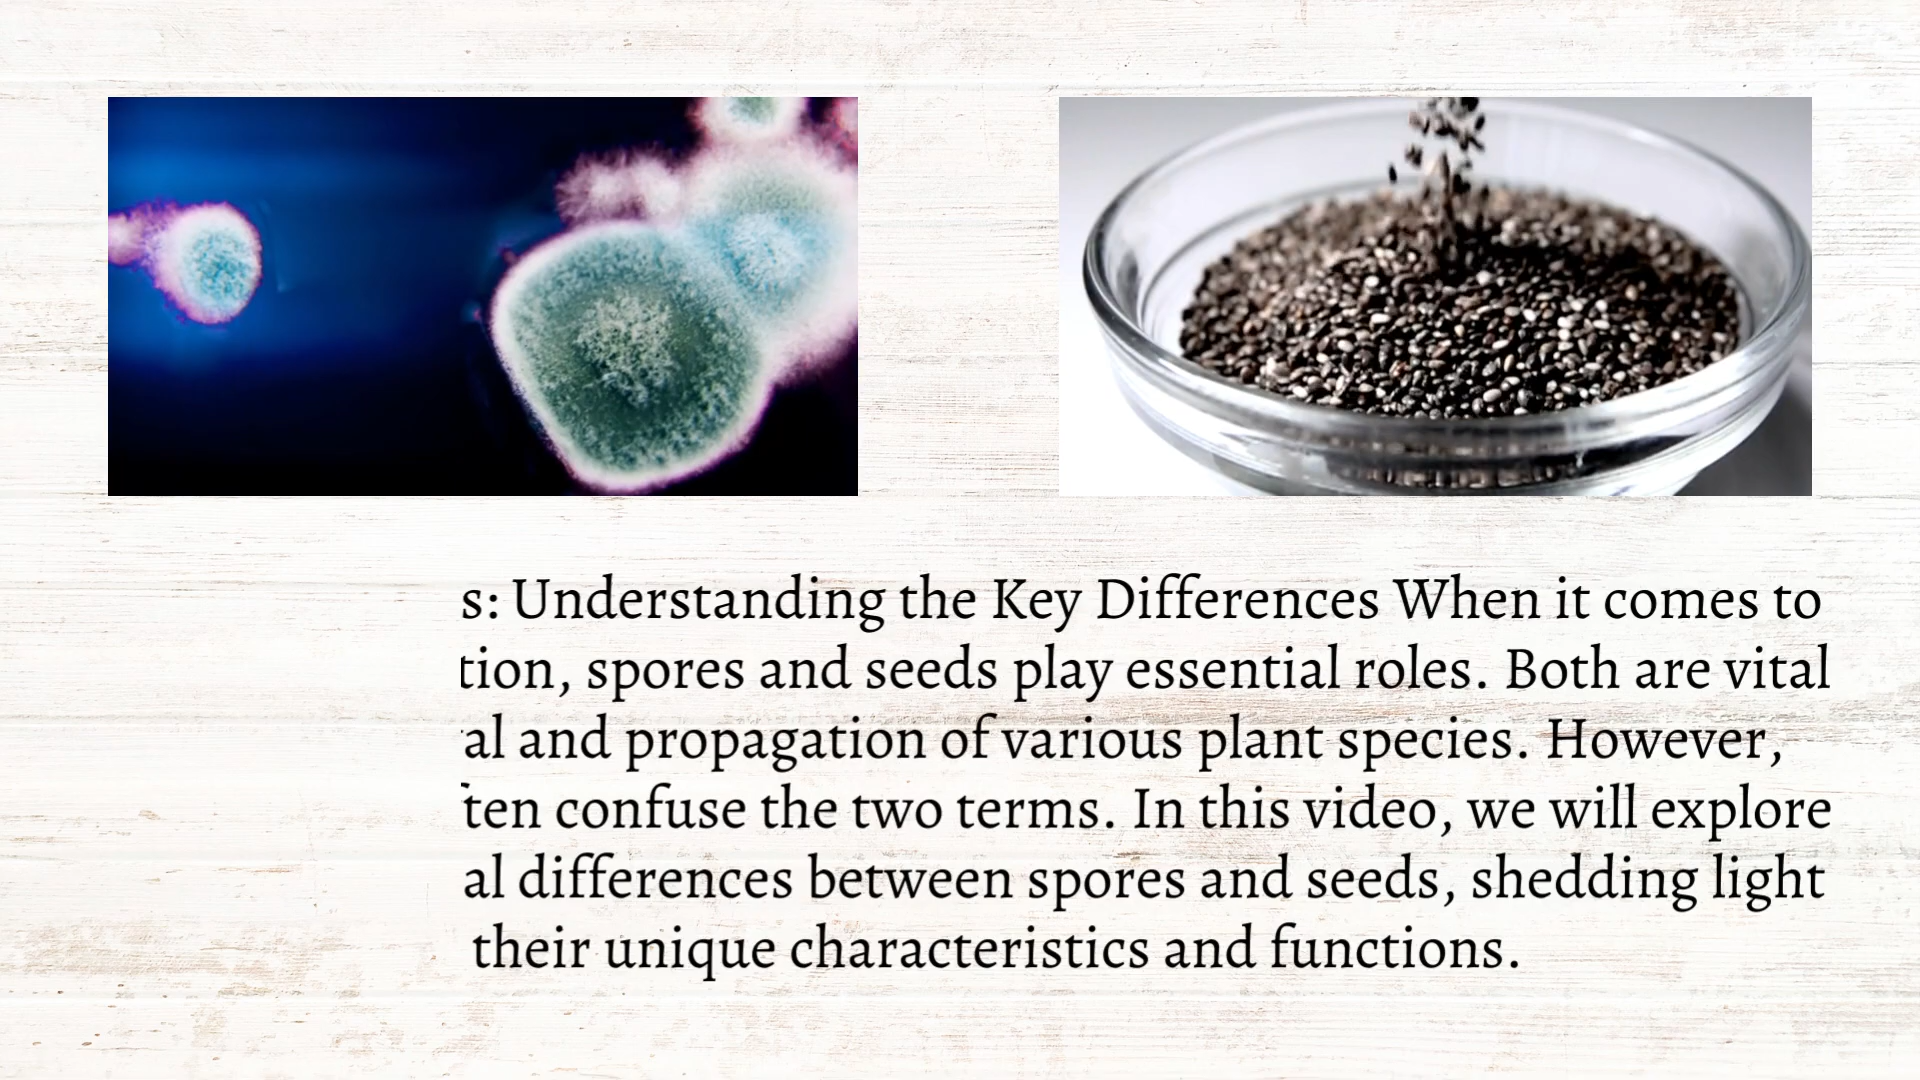 s: Understanding the Key Differences When it comes to
tion, spores and seeds play essential roles. Both are vital
al and propagation of various plant species. However,
ten confuse the two terms. In this video, we will explore
al differences between spores and seeds, shedding light
their unique characteristics and functions.